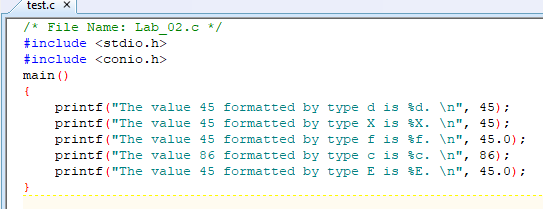 test.c
/* File Name: Lab_02.c */
#include <stdio.h>
#include <conio.h>
main()
{
    printf("The value 45 formatted by type d is %d. \n", 45);
    printf("The value 45 formatted by type X is %X. \n", 45);
    printf("The value 45 formatted by type f is %f. \n", 45.0);
    printf("The value 86 formatted by type c is %c. \n", 86);
    printf("The value 45 formatted by type E is %E. \n", 45.0);
}